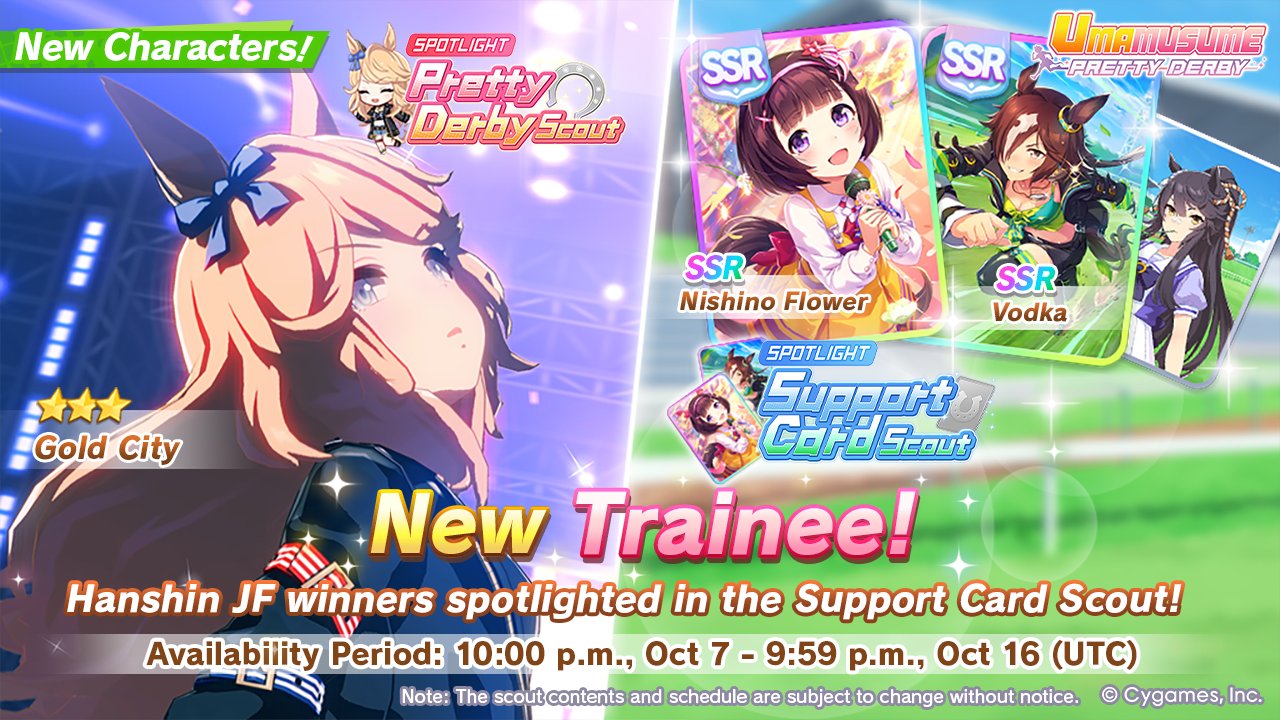 New Characters!
SPOTLIGHT
Pretty
Derby Scout
Gold City
SSR
SSR
UMAMUSUME
PRETTY DERBY
SSR
Nishino Flower
SSR
Vodka
SPOTLIGHT
Support
Card Scout
New Trainee!
Hanshin JF winners spotlighted in the Support Card Scout!
Availability Period: 10:00 p.m., Oct 7 - 9:59 p.m., Oct 16 (UTC)
Note: The scout contents and schedule are subject to change without notice.
© Cygames, Inc.